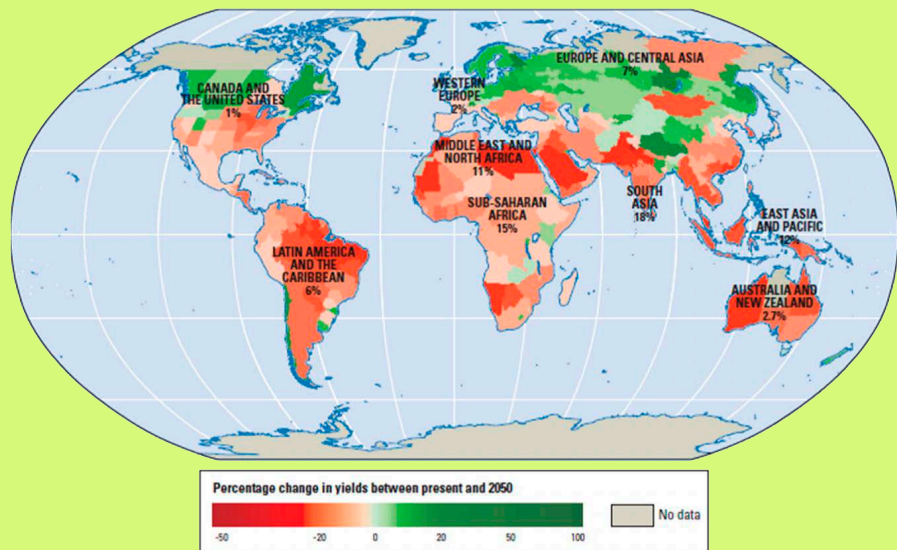 EUROPE AND CENTRAL ASIA
7%
CANADA AND
THE UNITED STATES
1%
WESTERN
EUROPE
2%
MIDDLE EAST AND
NORTH AFRICA
11%
SUB-SAHARAN
AFRICA
15%
SOUTH
ASIA
18%
EAST ASIA
AND PACIFIC
12%
LATIN AMERICA
AND THE
CARIBBEAN
6%
AUSTRALIA AND
NEW ZEALAND
2.7%
Percentage change in yields between present and 2050
No data
-50 -20 0 20 50 100